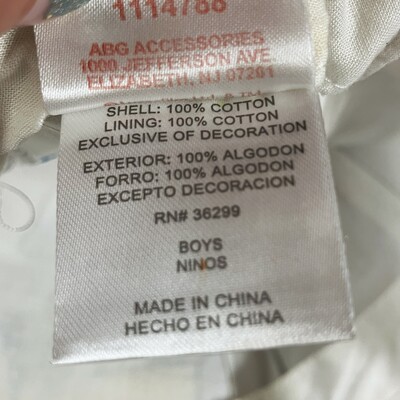 1114788
ABG ACCESSORIES
1000 JEFFERSON AVE
ELIZABETH, NJ 07201
SHELL: 100% COTTON
LINING: 100% COTTON
EXCLUSIVE OF DECORATION
EXTERIOR: 100% ALGODON
FORRO: 100% ALGODON
EXCEPTO DECORACION
RN# 36299
BOYS
NINOS
MADE IN CHINA
HECHO EN CHINA